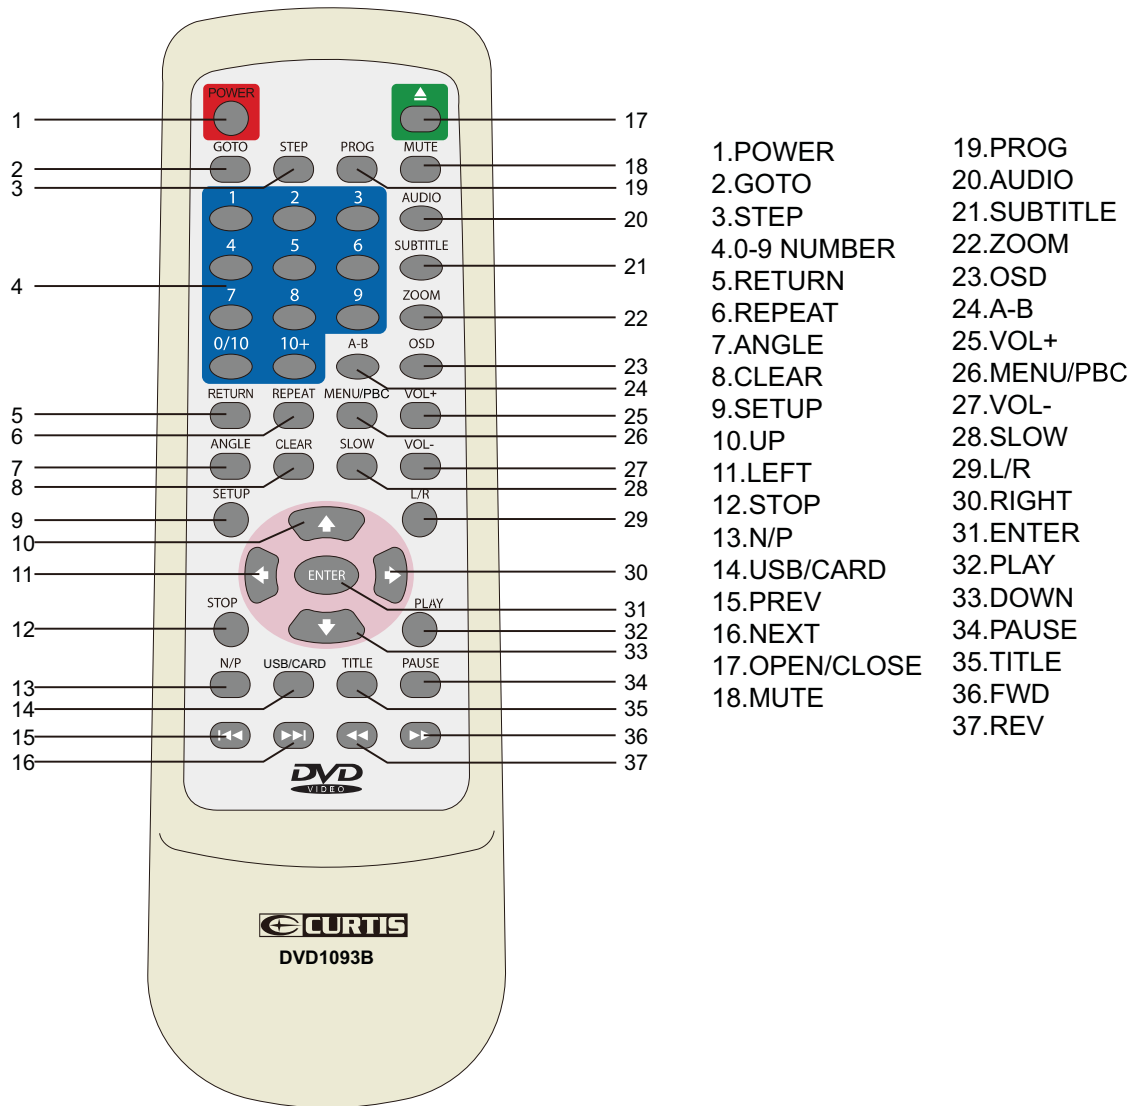 POWER
1
17
GOTO STEP PROG MUTE
2
18
3
19
1 2 3 AUDIO
20
4 5 6 SUBTITLE
21
4
7 8 9 ZOOM
22
0/10 10+ A-B OSD
23
24
RETURN REPEAT MENU/PBC VOL+
5
25
6
26
ANGLE CLEAR SLOW VOL-
7
27
8
28
SETUP L/R
9
29
10
ENTER
11
30
STOP PLAY
31
12
32
33
N/P USB/CARD TITLE PAUSE
13
34
14
35
15
36
16
37
DVD
VIDEO
CURTIS
DVD1093B
1.POWER
2.GOTO
3.STEP
4.0-9 NUMBER
5.RETURN
6.REPEAT
7.ANGLE
8.CLEAR
9.SETUP
10.UP
11.LEFT
12.STOP
13.N/P
14.USB/CARD
15.PREV
16.NEXT
17.OPEN/CLOSE
18.MUTE
19.PROG
20.AUDIO
21.SUBTITLE
22.ZOOM
23.OSD
24.A-B
25.VOL+
26.MENU/PBC
27.VOL-
28.SLOW
29.L/R
30.RIGHT
31.ENTER
32.PLAY
33.DOWN
34.PAUSE
35.TITLE
36.FWD
37.REV